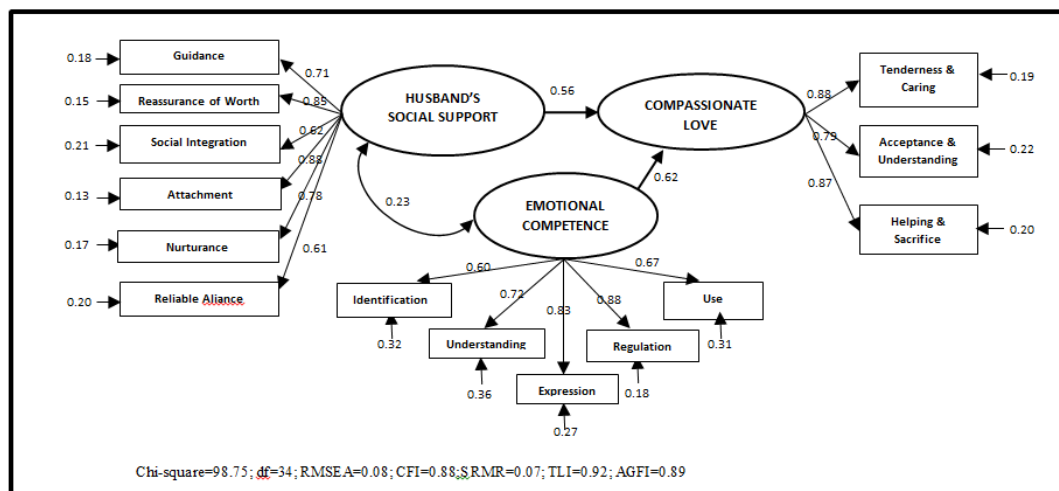 0.18
Guidance
0.71
0.15
Reassurance of Worth
0.85
0.21
Social Integration
0.62
0.13
Attachment
0.88
0.17
Nurturance
0.78
0.20
Reliable Aliance
0.61
HUSBAND'S
SOCIAL SUPPORT
0.56
COMPASSIONATE
LOVE
0.23
EMOTIONAL
COMPETENCE
0.62
0.88
Tenderness &
Caring
0.19
0.79
Acceptance &
Understanding
0.22
0.87
Helping &
Sacrifice
0.20
0.60
Identification
0.32
0.72
Understanding
0.36
0.83
Expression
0.27
0.88
Regulation
0.18
0.67
Use
0.31
Chi-square=98.75; df=34; RMSEA=0.08; CFI=0.88;SRMR=0.07; TLI=0.92; AGFI=0.89